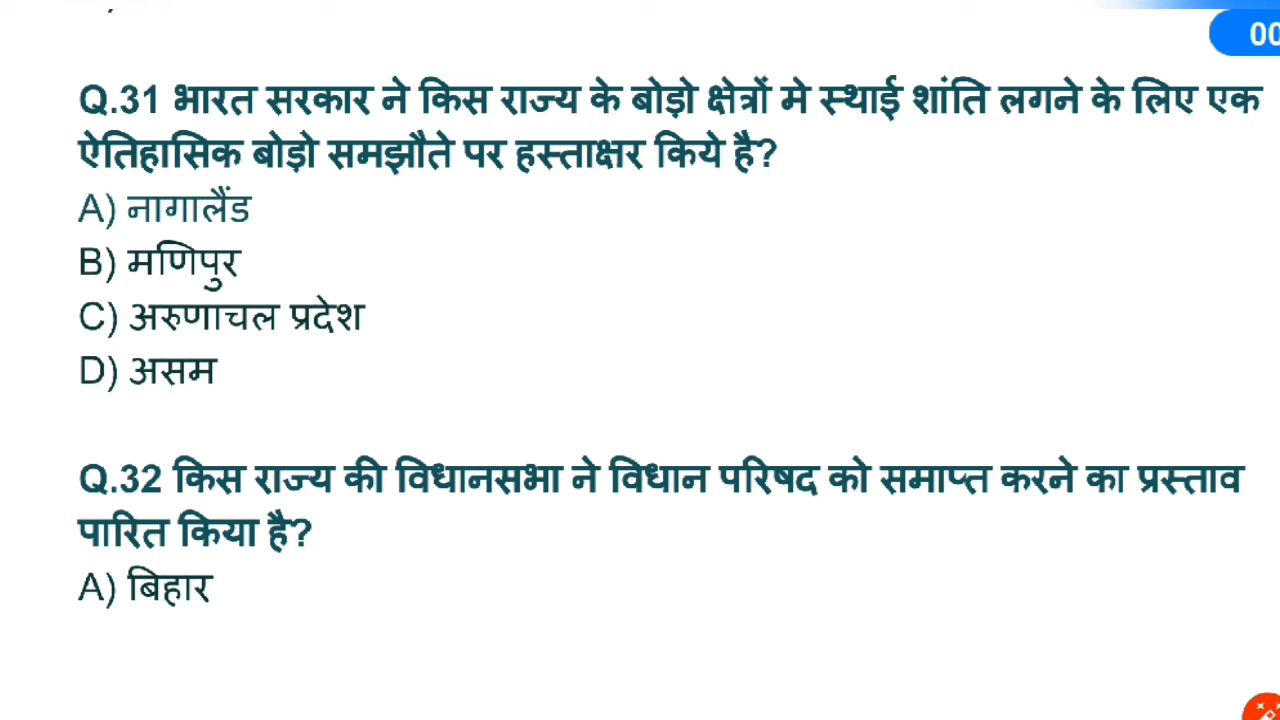 00
Q.31 भारत सरकार ने किस राज्य के बोड़ो क्षेत्रों मे स्थाई शांति लगने के लिए एक
ऐतिहासिक बोड़ो समझौते पर हस्ताक्षर किये है?
A) नागालैंड
B) मणिपुर
C) अरुणाचल प्रदेश
D) असम
Q.32 किस राज्य की विधानसभा ने विधान परिषद को समाप्त करने का प्रस्ताव
पारित किया है?
A) बिहार